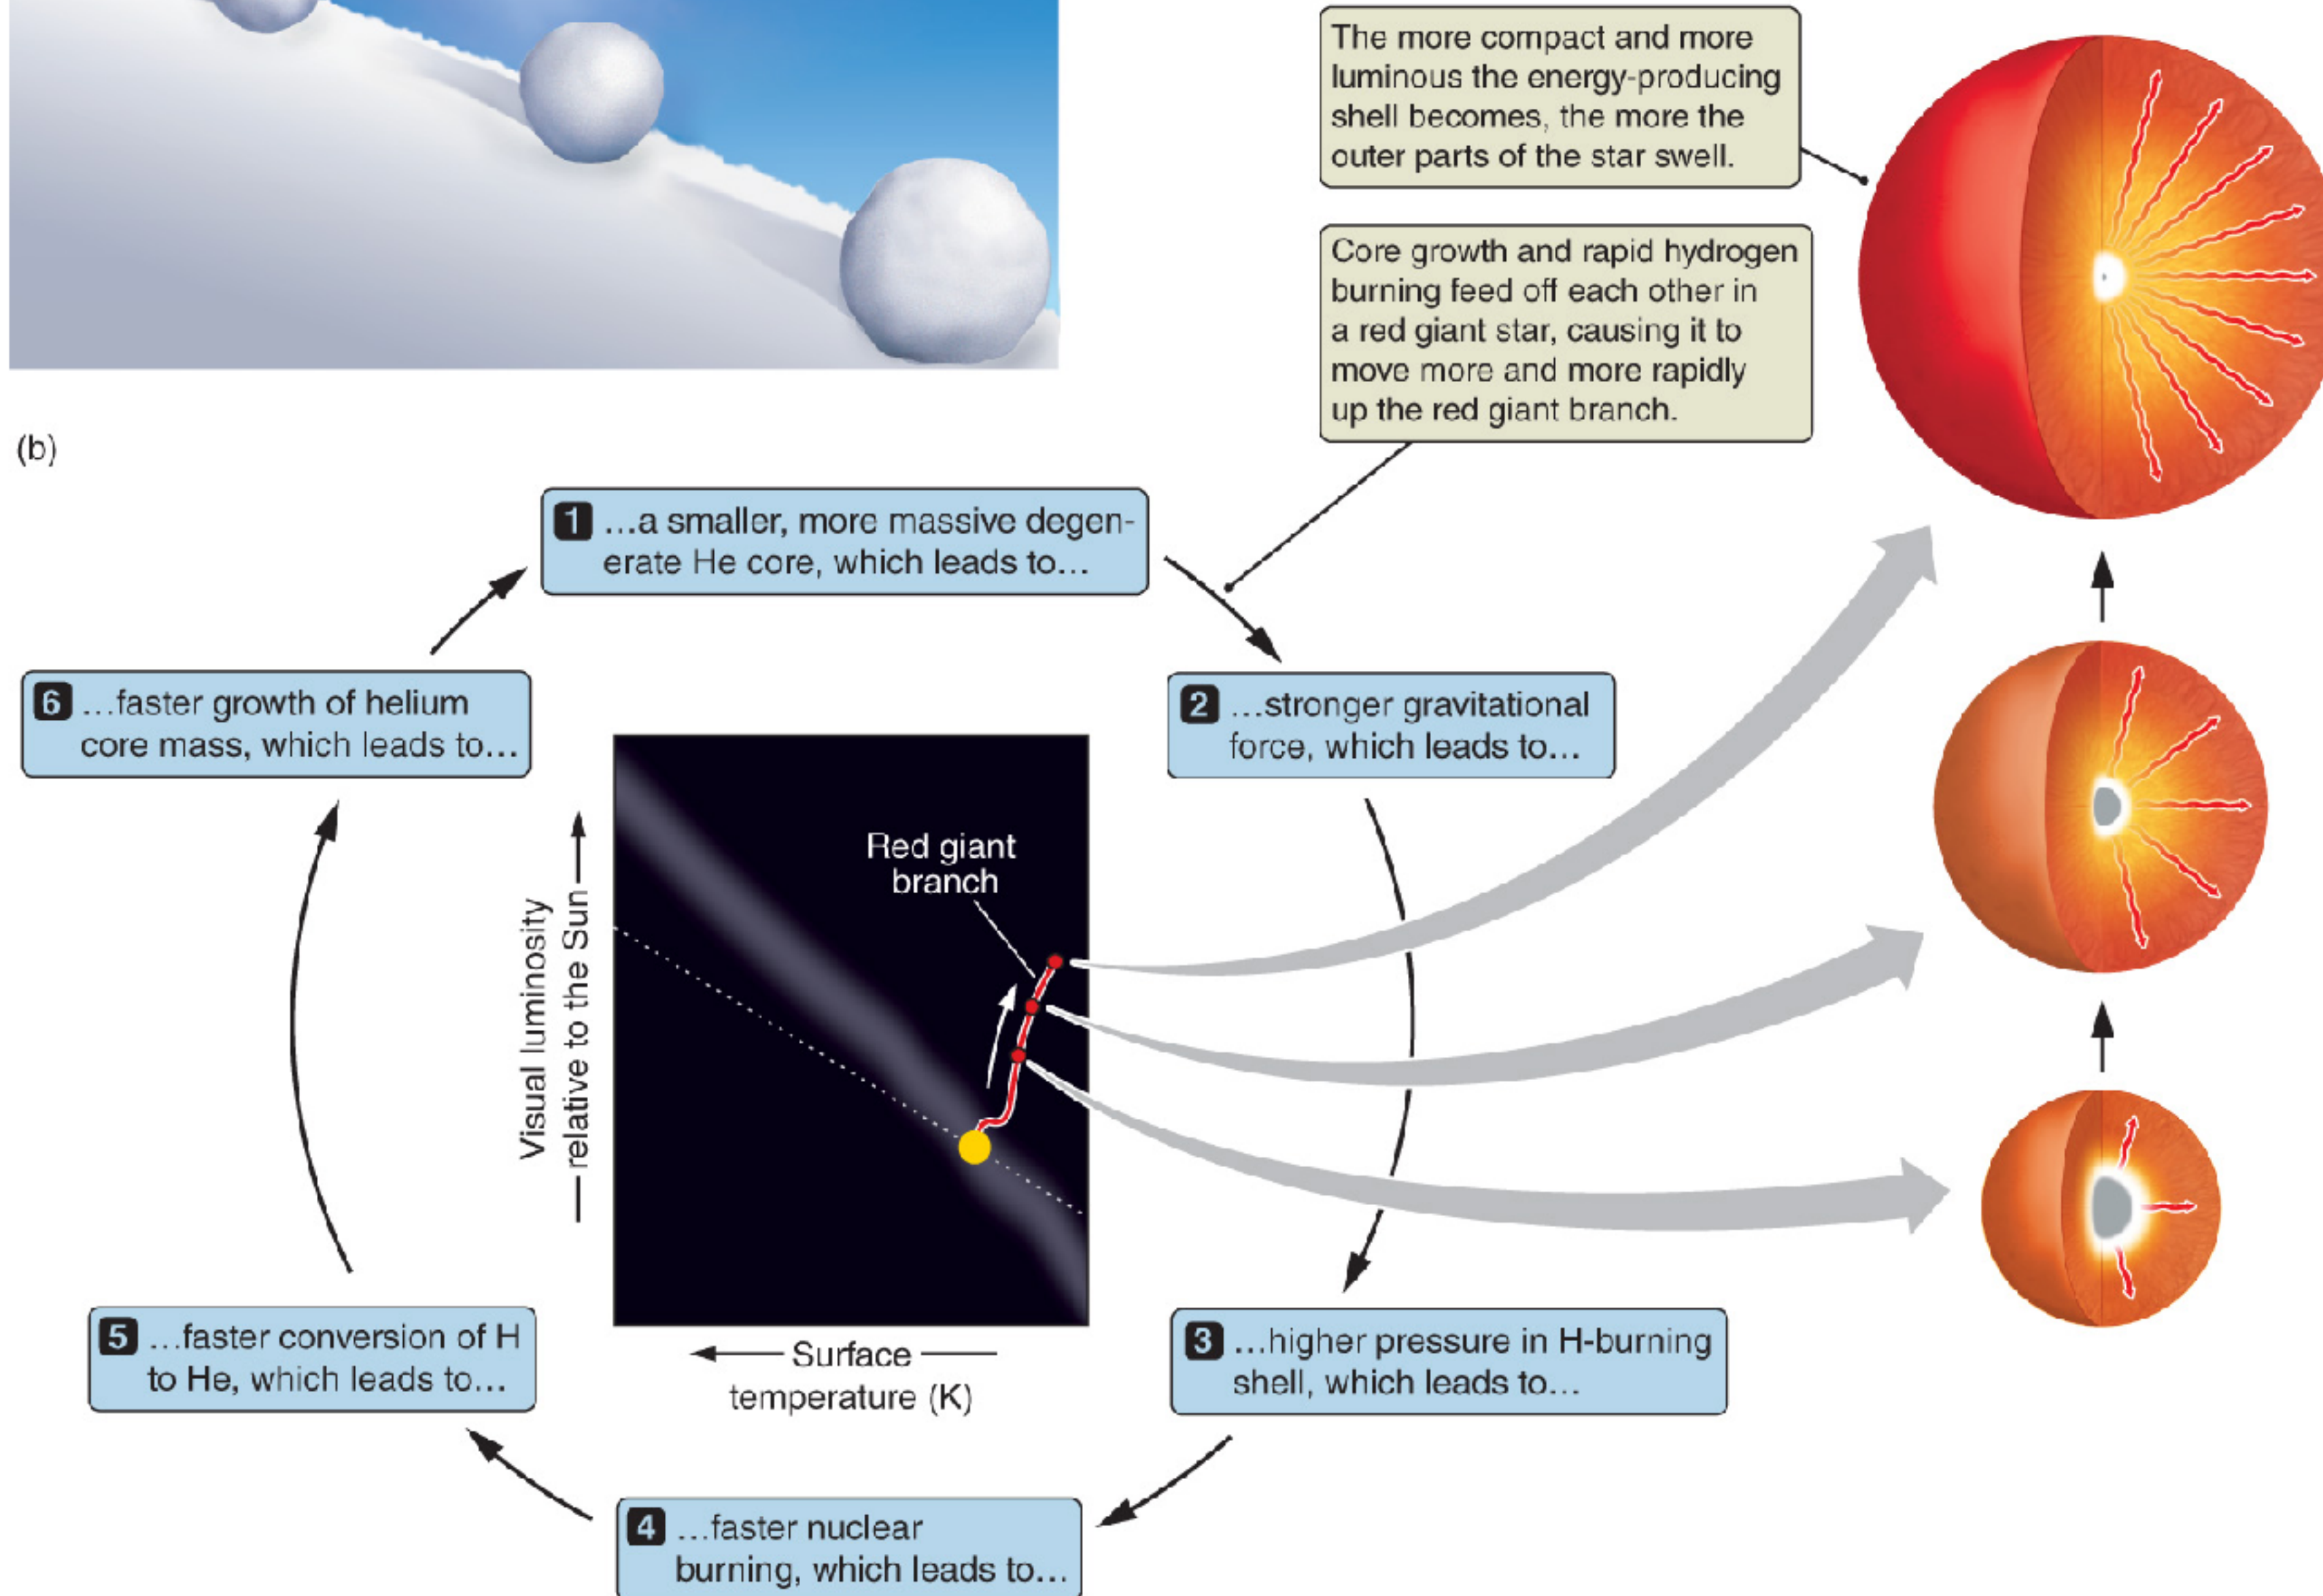 The more compact and more
luminous the energy-producing
shell becomes, the more the
outer parts of the star swell.
Core growth and rapid hydrogen
burning feed off each other in
a red giant star, causing it to
move more and more rapidly
up the red giant branch.
(b)
1 ...a smaller, more massive degen-
erate He core, which leads to...
6 ...faster growth of helium
core mass, which leads to...
2 ...stronger gravitational
force, which leads to...
Red giant
branch
Visual luminosity
relative to the Sun
5 ...faster conversion of H
to He, which leads to...
Surface
temperature (K)
3 ...higher pressure in H-burning
shell, which leads to...
4 ...faster nuclear
burning, which leads to...